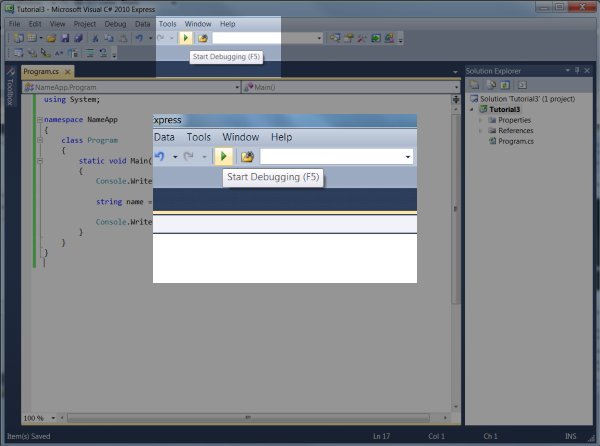 Tutorial3 - Microsoft Visual C# 2010 Express
File Edit View Project Debug Data Tools Window Help
Start Debugging (F5)
Toolbox
Program.cs
NameApp.Program
Main()
using System;
namespace NameApp
{
class Program
{
static void Main(
{
Console.Write
string name =
Console.Write
}
}
}
xpress
Data Tools Window Help
Start Debugging (F5)
Solution Explorer
Solution 'Tutorial3' (1 project)
Tutorial3
Properties
References
Program.cs
100 %
Item(s) Saved
Ln 17 Col 1 Ch 1 INS